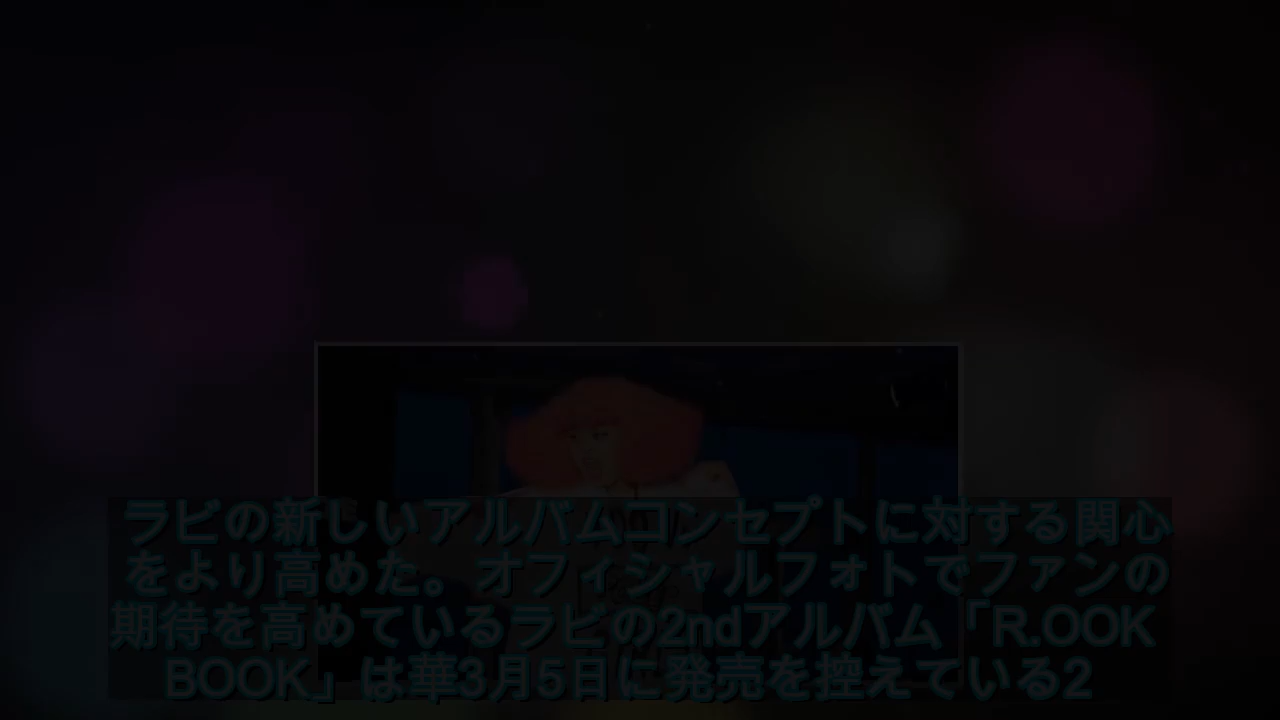 ラビの新しいアルバムコンセプトに対する関心
をより高めた。オフィシャルフォトでファンの
期待を高めているラビの2ndアルバム「R.OOK
BOOK」は華3月5日に発売を控えている2